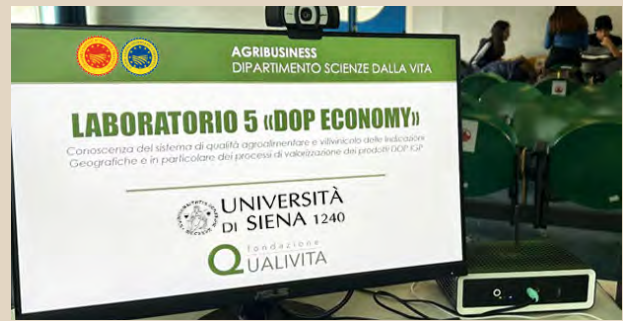 AGRIBUSINESS
DIPARTIMENTO SCIENZE DALLA VITA
LABORATORIO 5 «DOP ECONOMY»
Conoscenza del sistema di qualità agroalimentare e vitivinicolo delle Indicazioni
Geografiche e in particolare dei processi di valorizzazione dei prodotti DOP IGP
UNIVERSITÀ
DI SIENA 1240
fondazione
QUALIVITA